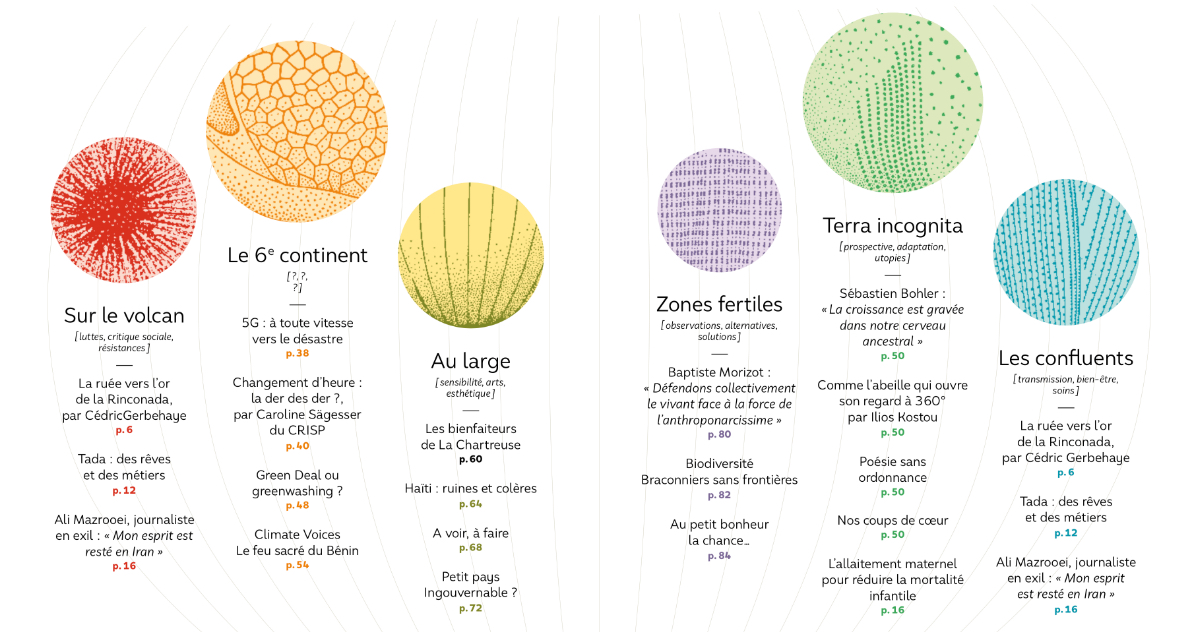 Sur le volcan
[luttes, critique sociale,
résistances]
La ruée vers l'or
de la Rinconada,
par CédricGerbehaye
p.6
Tada : des rêves
et des métiers
p.12
Ali Mazrooei, journaliste
en exil : « Mon esprit est
resté en Iran »
p.16
Le 6e continent
[?, ?,
?]
5G : à toute vitesse
vers le désastre
p.38
Changement d'heure :
la der des der ?,
par Caroline Sägesser
du CRISP
p.40
Green Deal ou
greenwashing ?
p.48
Climate Voices
Le feu sacré du Bénin
p.54
Au large
[sensibilité, arts,
esthétique]
Les bienfaiteurs
de La Chartreuse
p.60
Haïti : ruines et colères
p.64
A voir, à faire
p.68
Petit pays
Ingouvernable ?
p.72
Zones fertiles
[observations, alternatives,
solutions]
Baptiste Morizot :
« Défendons collectivement
le vivant face à la force de
l'anthroponarcissime »
p.80
Biodiversité
Braconniers sans frontières
p.82
Au petit bonheur
la chance…
p.84
Terra incognita
[prospective, adaptation,
utopies]
Sébastien Bohler :
« La croissance est gravée
dans notre cerveau
ancestral »
p.50
Comme l'abeille qui ouvre
son regard à 360°
par Ilios Kostou
p.50
Poésie sans
ordonnance
p.50
Nos coups de cœur
p.50
L'allaitement maternel
pour réduire la mortalité
infantile
p.16
Les confluents
[transmission, bien-être,
soins]
La ruée vers l'or
de la Rinconada,
par Cédric Gerbehaye
p.6
Tada : des rêves
et des métiers
p.12
Ali Mazrooei, journaliste
en exil : « Mon esprit
est resté en Iran »
p.16